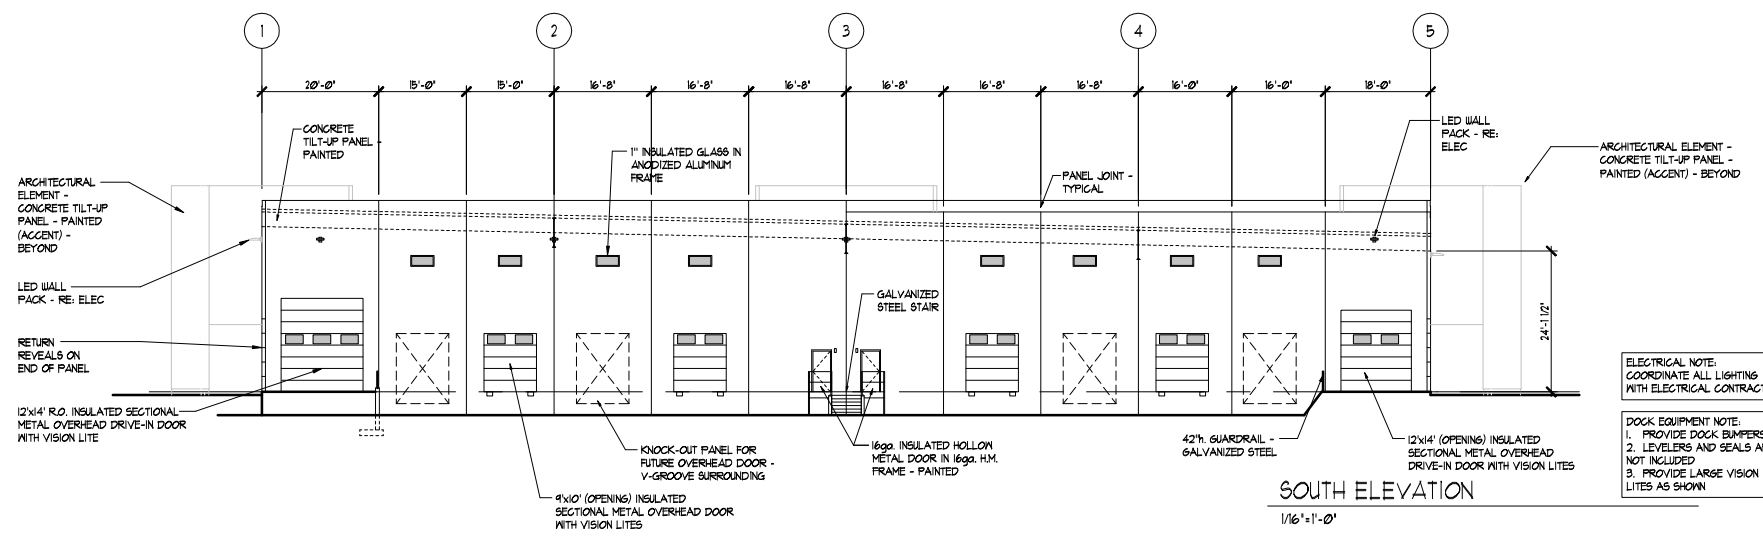 1 2 3 4 5
20'-0" 15'-0" 15'-0" 16'-8" 16'-8" 16'-8" 16'-8" 16'-8" 16'-8" 16'-0" 16'-0" 18'-0"
CONCRETE
TILT-UP PANEL -
PAINTED
1" INSULATED GLASS IN
ANODIZED ALUMINUM
FRAME
PANEL JOINT -
TYPICAL
LED WALL
PACK - RE:
ELEC
ARCHITECTURAL ELEMENT -
CONCRETE TILT-UP PANEL -
PAINTED (ACCENT) - BEYOND
ARCHITECTURAL
ELEMENT -
CONCRETE TILT-UP
PANEL - PAINTED
(ACCENT) -
BEYOND
LED WALL
PACK - RE: ELEC
RETURN
REVEALS ON
END OF PANEL
12'x14' R.O. INSULATED SECTIONAL
METAL OVERHEAD DRIVE-IN DOOR
WITH VISION LITE
GALVANIZED
STEEL STAIR
24'-1 1/2"
KNOCK-OUT PANEL FOR
FUTURE OVERHEAD DOOR -
V-GROOVE SURROUNDING
9'x10' (OPENING) INSULATED
SECTIONAL METAL OVERHEAD DOOR
WITH VISION LITES
16ga. INSULATED HOLLOW
METAL DOOR IN 16ga. H.M.
FRAME - PAINTED
42"h. GUARDRAIL -
GALVANIZED STEEL
12'x14' (OPENING) INSULATED
SECTIONAL METAL OVERHEAD
DRIVE-IN DOOR WITH VISION LITES
ELECTRICAL NOTE:
COORDINATE ALL LIGHTING
WITH ELECTRICAL CONTRACT
DOCK EQUIPMENT NOTE:
1. PROVIDE DOCK BUMPERS
2. LEVELERS AND SEALS A
NOT INCLUDED
3. PROVIDE LARGE VISION
LITES AS SHOWN
SOUTH ELEVATION
1/16"=1'-0"